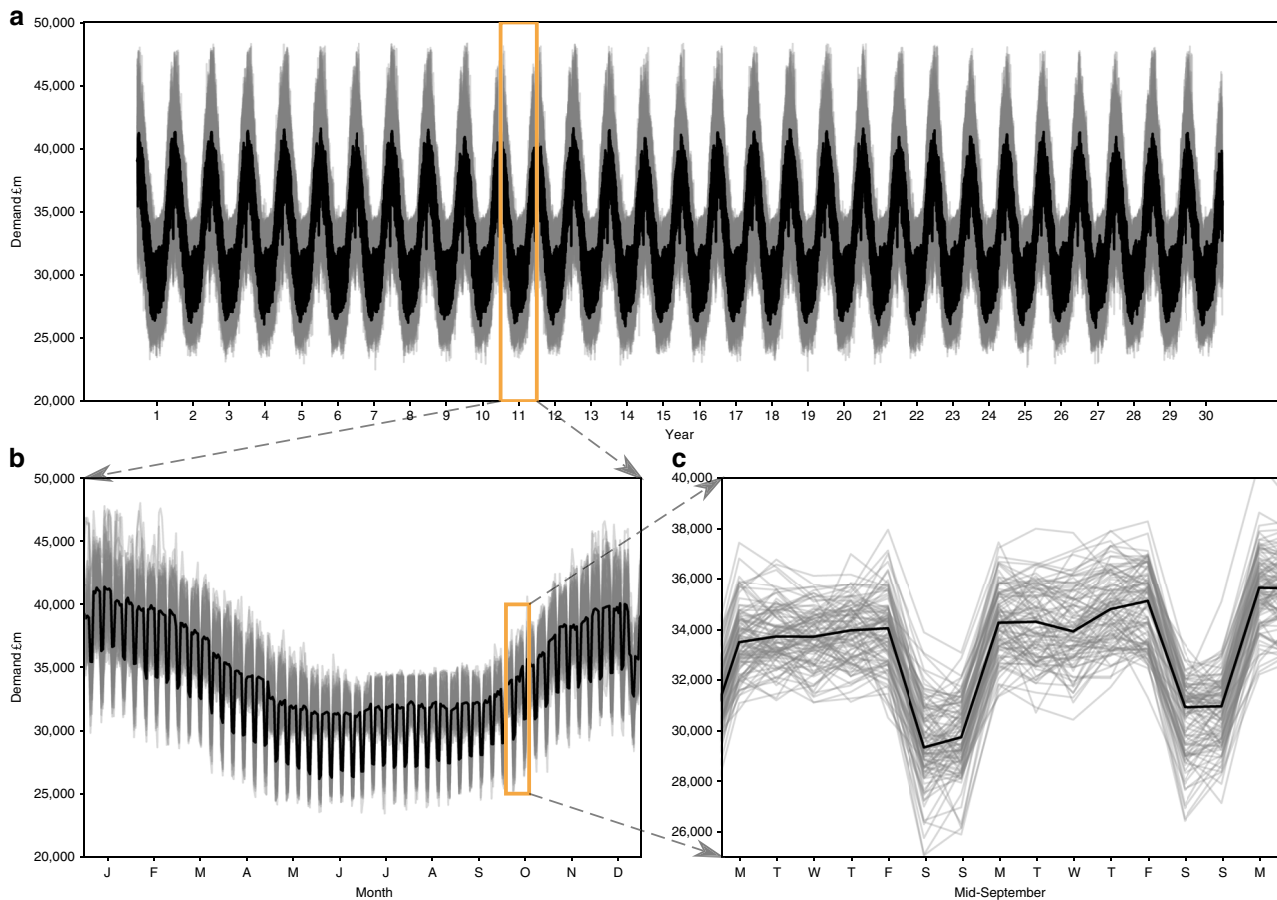 a
50,000
45,000
40,000
35,000
30,000
25,000
20,000
Demand £m
1 2 3 4 5 6 7 8 9 10 11 12 13 14 15 16 17 18 19 20 21 22 23 24 25 26 27 28 29 30
Year
b
50,000
45,000
40,000
35,000
30,000
25,000
20,000
Demand £m
J F M A M J J A S O N D
Month
c
40,000
38,000
36,000
34,000
32,000
30,000
28,000
26,000
M T W T F S S M T W T F S S M
Mid-September